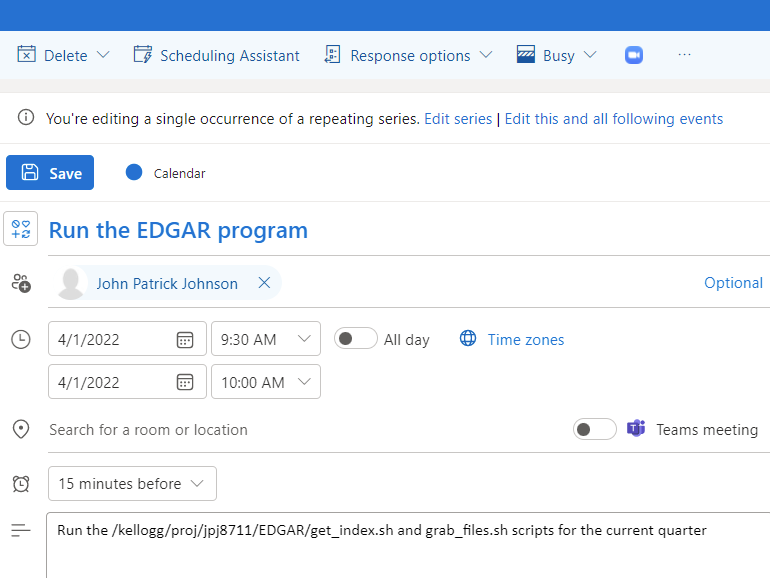 Delete Scheduling Assistant Response options Busy ...
You're editing a single occurrence of a repeating series. Edit series | Edit this and all following events
Save Calendar
Run the EDGAR program
John Patrick Johnson Optional
4/1/2022 9:30 AM All day Time zones
4/1/2022 10:00 AM
Search for a room or location Teams meeting
15 minutes before
Run the /kellogg/proj/jpj8711/EDGAR/get_index.sh and grab_files.sh scripts for the current quarter